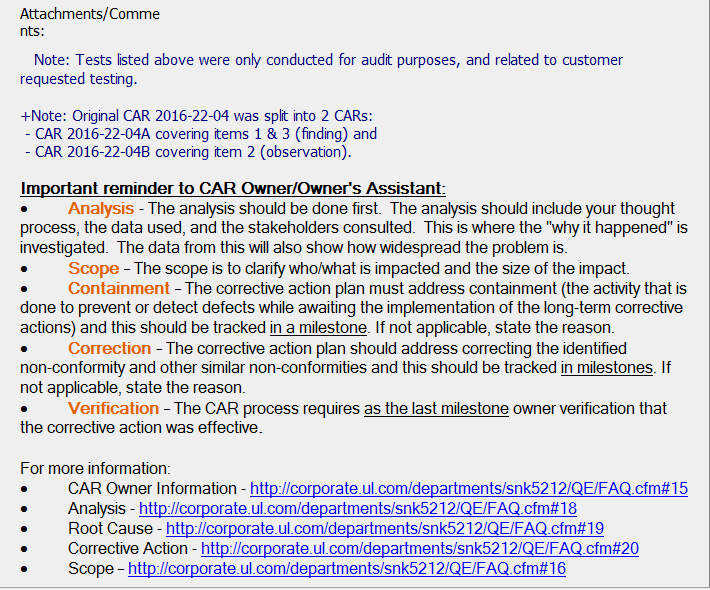 Attachments/Comme
nts:
Note: Tests listed above were only conducted for audit purposes, and related to customer
requested testing.
+Note: Original CAR 2016-22-04 was split into 2 CARs:
- CAR 2016-22-04A covering items 1 & 3 (finding) and
- CAR 2016-22-04B covering item 2 (observation).
Important reminder to CAR Owner/Owner's Assistant:
• Analysis - The analysis should be done first. The analysis should include your thought
process, the data used, and the stakeholders consulted. This is where the "why it happened" is
investigated. The data from this will also show how widespread the problem is.
• Scope – The scope is to clarify who/what is impacted and the size of the impact.
• Containment – The corrective action plan must address containment (the activity that is
done to prevent or detect defects while awaiting the implementation of the long-term corrective
actions) and this should be tracked in a milestone. If not applicable, state the reason.
• Correction – The corrective action plan should address correcting the identified
non-conformity and other similar non-conformities and this should be tracked in milestones. If
not applicable, state the reason.
• Verification – The CAR process requires as the last milestone owner verification that
the corrective action was effective.
For more information:
• CAR Owner Information - http://corporate.ul.com/departments/snk5212/QE/FAQ.cfm#15
• Analysis - http://corporate.ul.com/departments/snk5212/QE/FAQ.cfm#18
• Root Cause - http://corporate.ul.com/departments/snk5212/QE/FAQ.cfm#19
• Corrective Action - http://corporate.ul.com/departments/snk5212/QE/FAQ.cfm#20
• Scope – http://corporate.ul.com/departments/snk5212/QE/FAQ.cfm#16